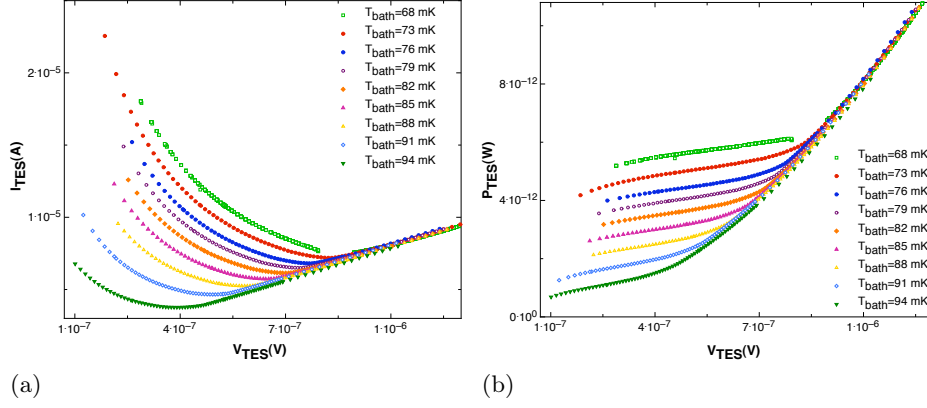 I_TES(A)
2·10⁻⁵
1·10⁻⁵
T_bath=68 mK
T_bath=73 mK
T_bath=76 mK
T_bath=79 mK
T_bath=82 mK
T_bath=85 mK
T_bath=88 mK
T_bath=91 mK
T_bath=94 mK
1·10⁻⁷ 4·10⁻⁷ 7·10⁻⁷ 1·10⁻⁶
V_TES(V)
(a)
P_TES(W)
8·10⁻¹²
4·10⁻¹²
0·10⁰
T_bath=68 mK
T_bath=73 mK
T_bath=76 mK
T_bath=79 mK
T_bath=82 mK
T_bath=85 mK
T_bath=88 mK
T_bath=91 mK
T_bath=94 mK
1·10⁻⁷ 4·10⁻⁷ 7·10⁻⁷ 1·10⁻⁶
V_TES(V)
(b)